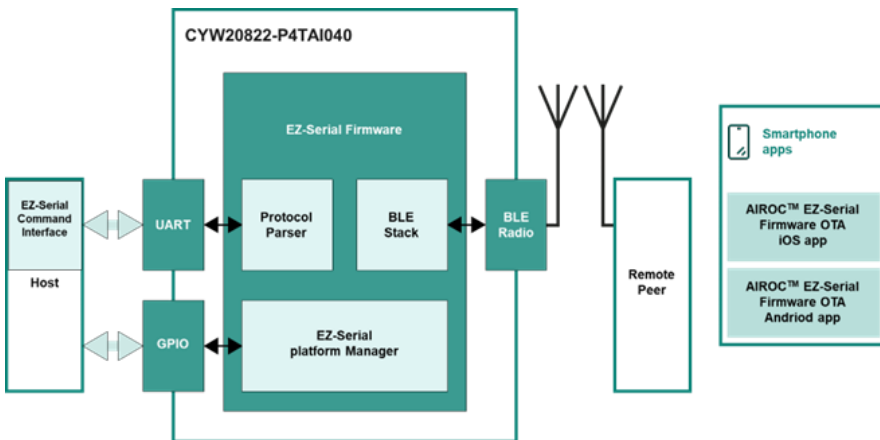 CYW20822-P4TAI040
EZ-Serial Firmware
EZ-Serial
Command
Interface
Host
UART
Protocol
Parser
BLE
Stack
BLE
Radio
GPIO
EZ-Serial
platform Manager
Remote
Peer
Smartphone
apps
AIROC™ EZ-Serial
Firmware OTA
iOS app
AIROC™ EZ-Serial
Firmware OTA
Andriod app